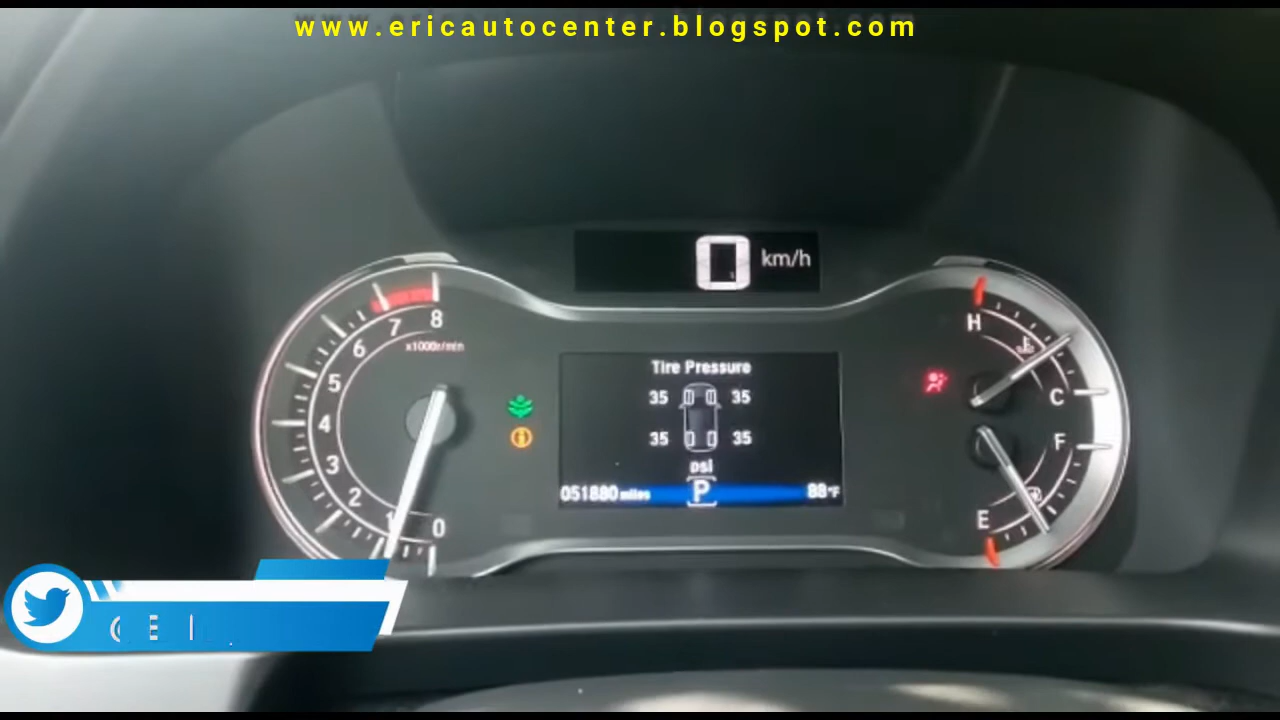 www.ericautocenter.blogspot.com
0 km/h
8
7
6
x1000r/min
5
4
3
2
1
0
Tire Pressure
35 35
35 35
psi
051880 miles P 88°F
H
C
F
E